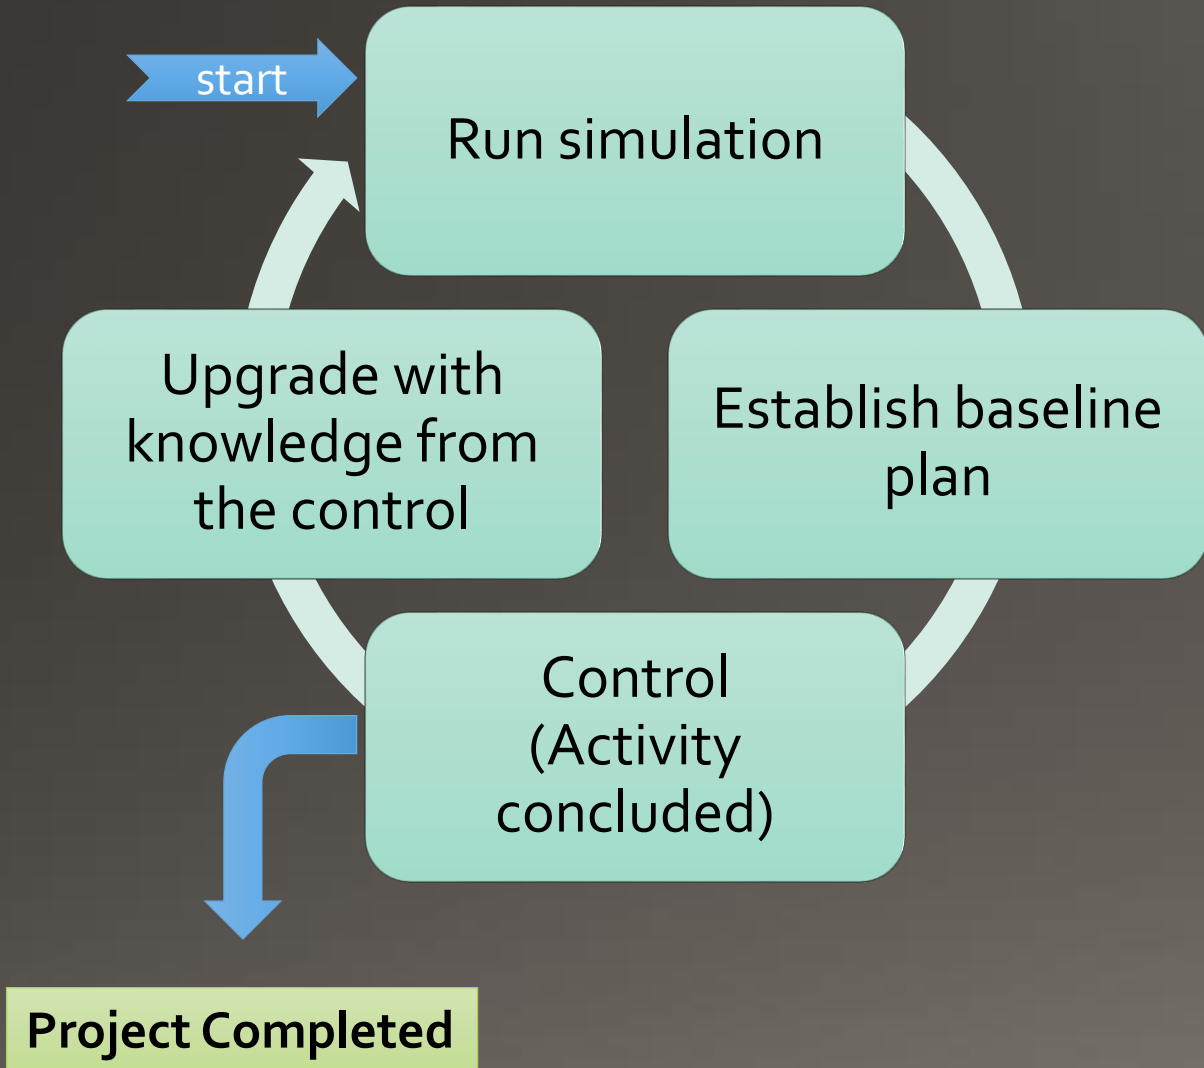 start
Run simulation
Establish baseline
plan
Control
(Activity
concluded)
Upgrade with
knowledge from
the control
Project Completed